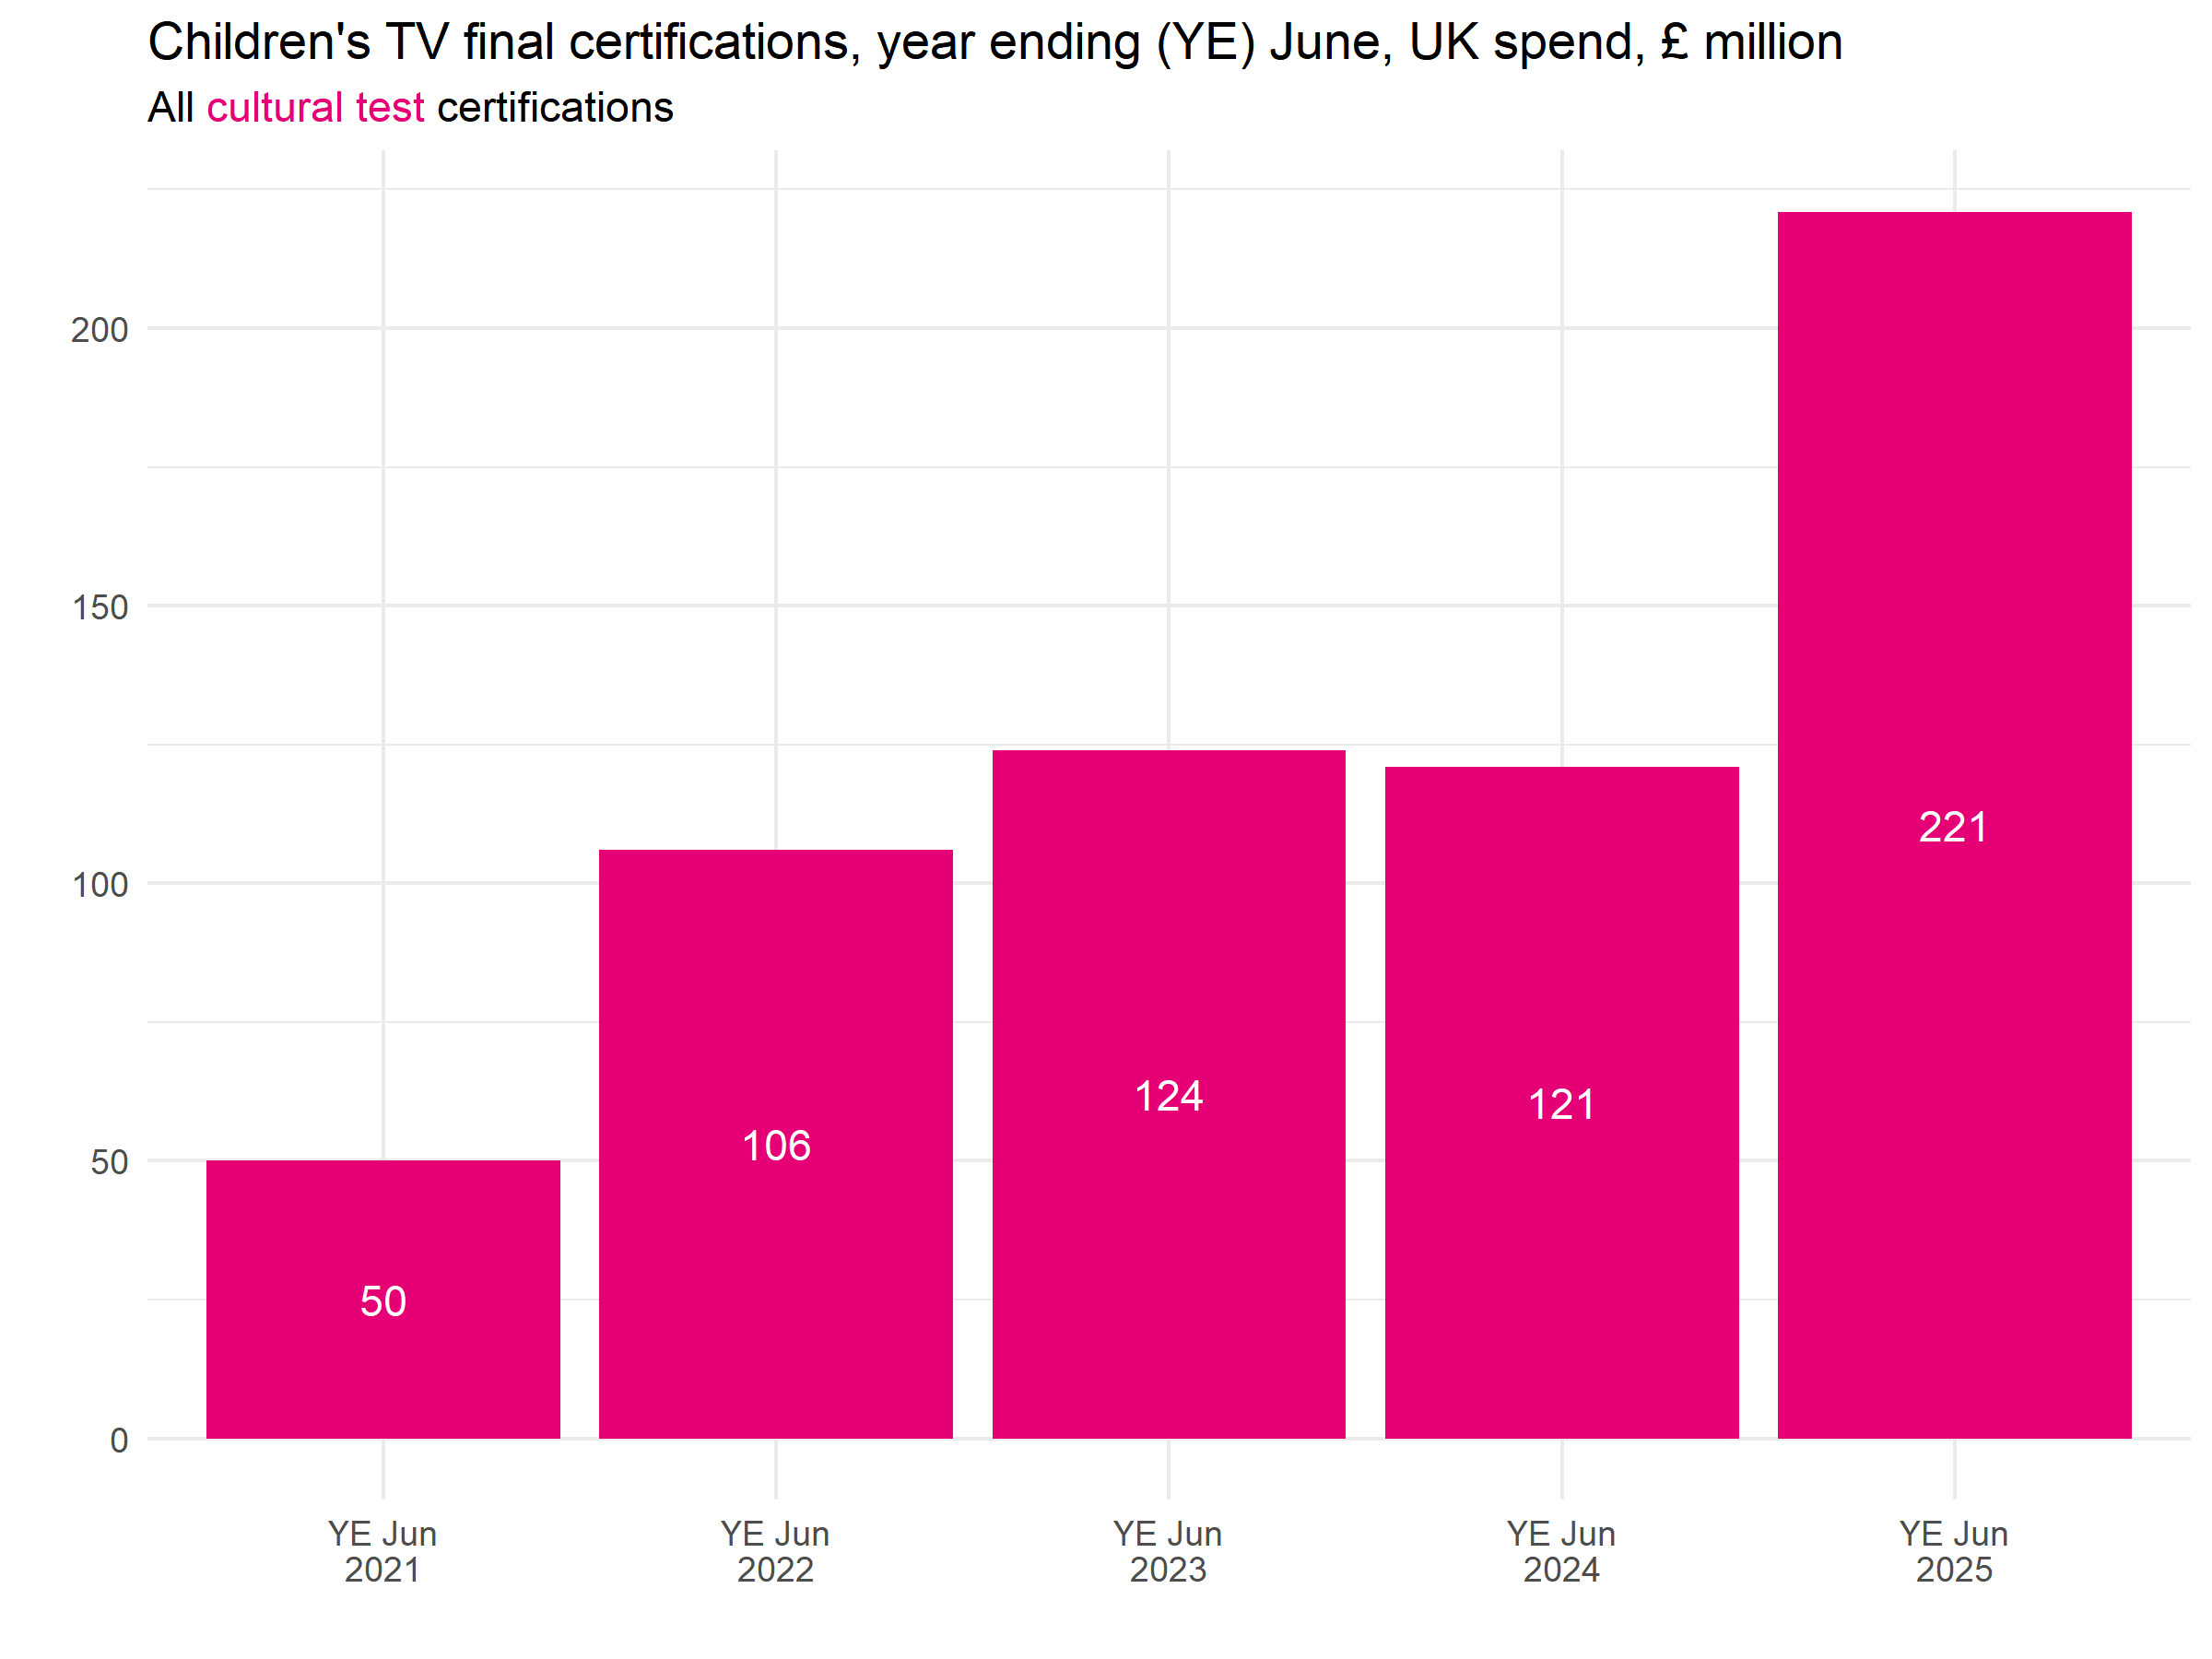 Children's TV final certifications, year ending (YE) June, UK spend, £ million
All cultural test certifications
200
150
100
50
0
50
106
124
121
221
YE Jun
2021
YE Jun
2022
YE Jun
2023
YE Jun
2024
YE Jun
2025